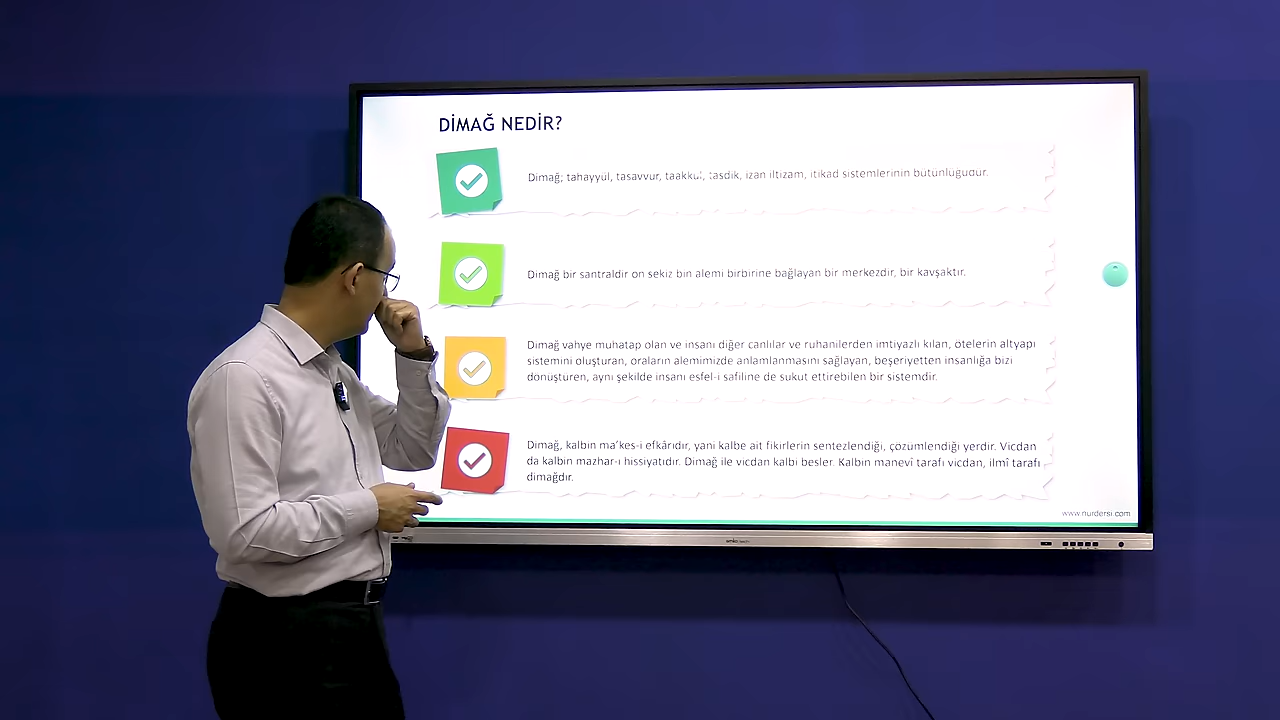 DİMAĞ NEDİR?
Dimağ; tahayyül, tasavvur, taakkul, tasdik, izan iltizam, itikad sistemlerinin bütünlüğüdür.
Dimağ bir santraldir on sekiz bin alemi birbirine bağlayan bir merkezdir, bir kavşaktır.
Dimağ vahye muhatap olan ve insanı diğer canlılar ve ruhanilerden imtiyazlı kılan, ötelerin altyapı
sistemini oluşturan, oraların alemimizde anlamlanmasını sağlayan, beşeriyetten insanlığa bizi
dönüştüren, aynı şekilde insanı esfel-i safiline de sukut ettirebilen bir sistemdir.
Dimağ, kalbin ma'kes-i efkârıdır, yani kalbe ait fikirlerin sentezlendiği, çözümlendiği yerdir. Vicdan
da kalbin mazhar-ı hissiyatıdır. Dimağ ile vicdan kalbi besler. Kalbin manevî tarafı vicdan, ilmî tarafı
dimağdır.
www.nurdersi.com